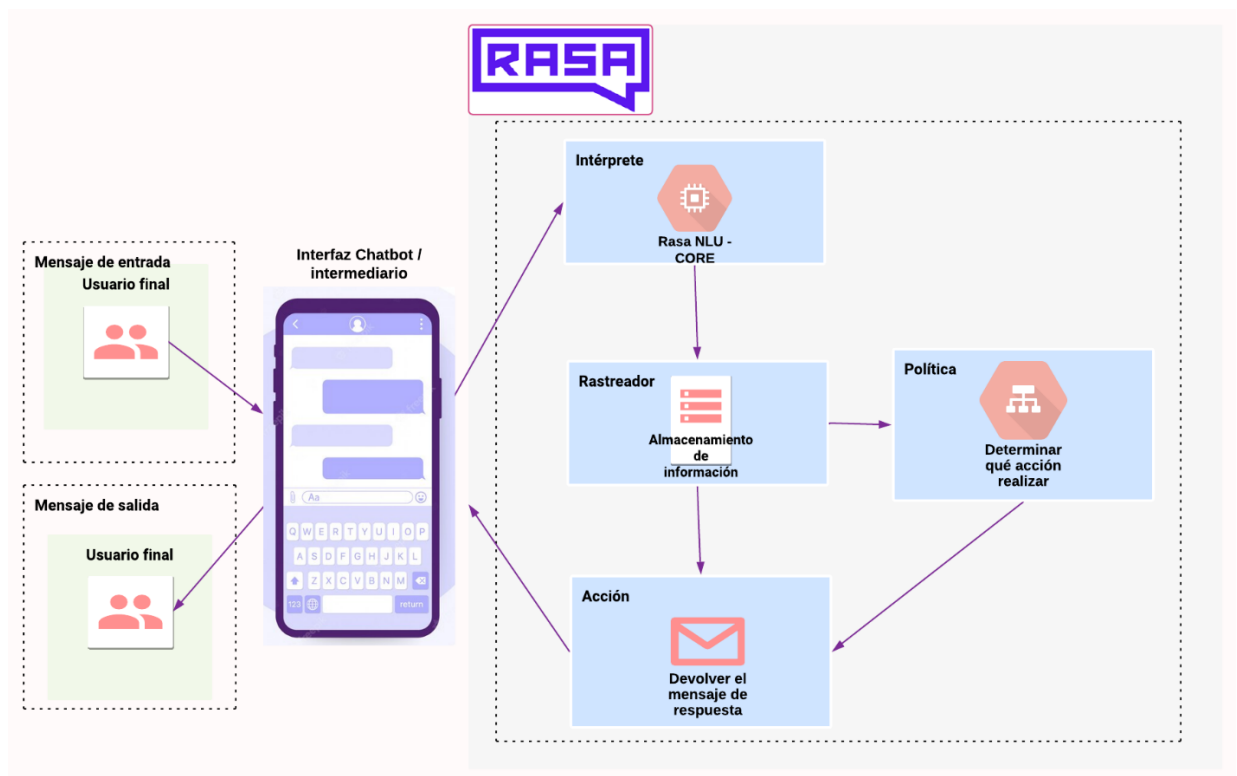 RASA
Intérprete
Rasa NLU -
CORE
Mensaje de entrada
Usuario final
Interfaz Chatbot /
intermediario
Rastreador
Almacenamiento
de
información
Política
Determinar
qué acción
realizar
Mensaje de salida
Usuario final
Aa
Q W E R T Y U I O P
A S D F G H J K L
Z X C V B N M
123
return
Acción
Devolver el
mensaje de
respuesta